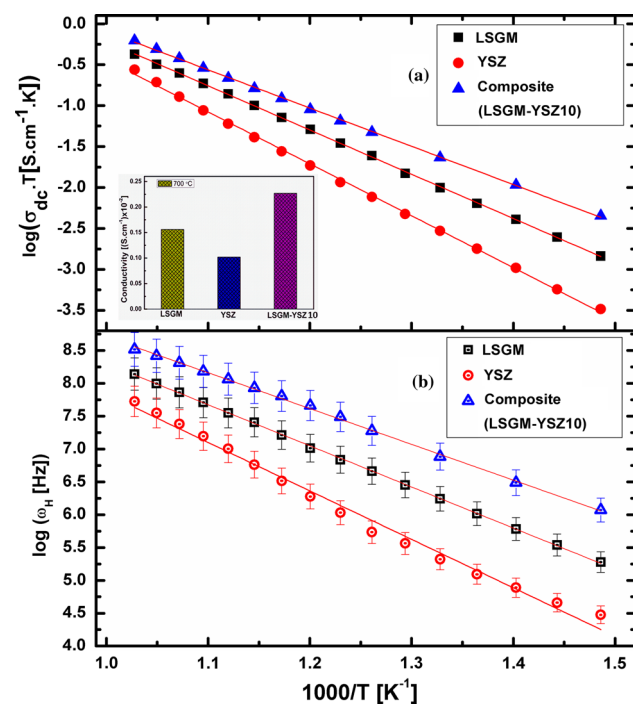 0.0
-0.5
-1.0
-1.5
-2.0
-2.5
-3.0
-3.5
log(σdc.T[S.cm⁻¹.K]
(a)
LSGM
YSZ
Composite
(LSGM-YSZ10)
700 °C
0.25
0.20
0.15
0.10
0.05
0.00
Conductivity [(S.cm⁻¹)x10⁻²]
LSGM YSZ LSGM-YSZ10
8.5
8.0
7.5
7.0
6.5
6.0
5.5
5.0
4.5
4.0
log (ωH [Hz])
(b)
LSGM
YSZ
Composite
(LSGM-YSZ10)
1.0 1.1 1.2 1.3 1.4 1.5
1000/T [K⁻¹]